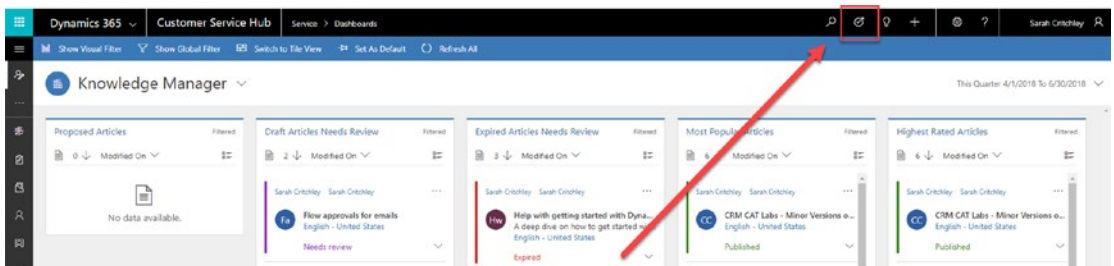 Dynamics 365 Customer Service Hub Service > Dashboards ? Sarah Critchley
Show Visual Filter Show Global Filter Switch to Tile View Set As Default Refresh All
Knowledge Manager This Quarter 4/1/2018 To 6/30/2018
Proposed Articles Filtered Draft Articles Needs Review Filtered Expired Articles Needs Review Filtered Most Popular Articles Filtered Highest Rated Articles Filtered
0 Modified On 2 Modified On 3 Modified On 6 Modified On 6 Modified On
Sarah Critchley Sarah Critchley ... Sarah Critchley Sarah Critchley ... Sarah Critchley Sarah Critchley ... Sarah Critchley Sarah Critchley ...
No data available. Fa Flow approvals for emails Hw Help with getting started with Dyna... CC CRM CAT Labs - Minor Versions o... CC CRM CAT Labs - Minor Versions o...
English - United States A deep dive on how to get started with English - United States English - United States
English - United States
Needs review Expired Published Published